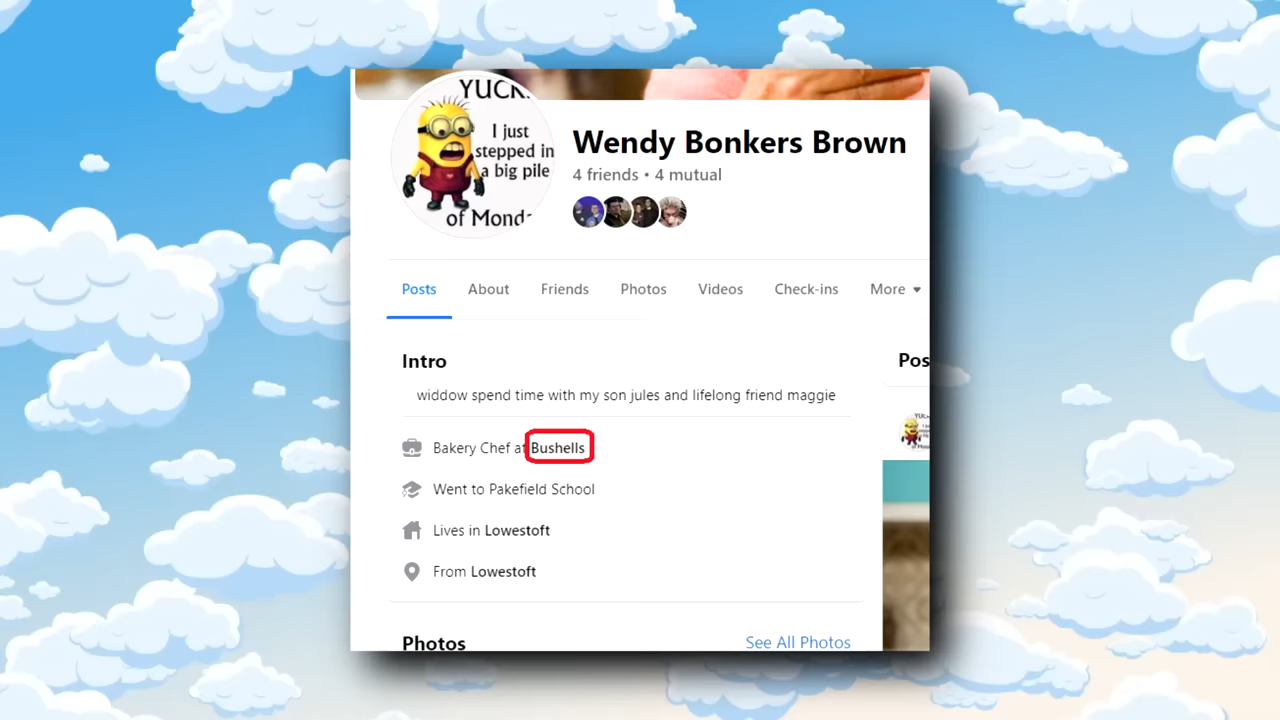 YUCK.
I just
stepped in
a big pile
of Mond
Wendy Bonkers Brown
4 friends • 4 mutual
Posts About Friends Photos Videos Check-ins More
Intro
widdow spend time with my son jules and lifelong friend maggie
Bakery Chef at Bushells
Went to Pakefield School
Lives in Lowestoft
From Lowestoft
Pos
Photos See All Photos